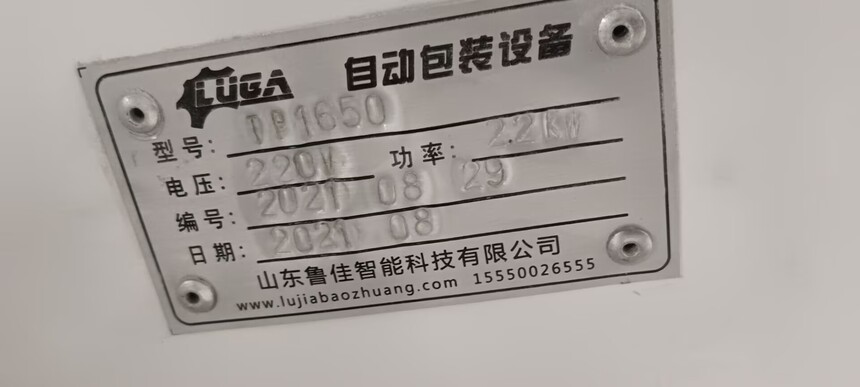 LUGA 自动包装设备
型号: TP1650
电压: 220V 功率: 2.2KW
编号: 2021 08 29
日期: 2021 08
山东鲁佳智能科技有限公司
www.lujiabaozhuang.com 15550026555